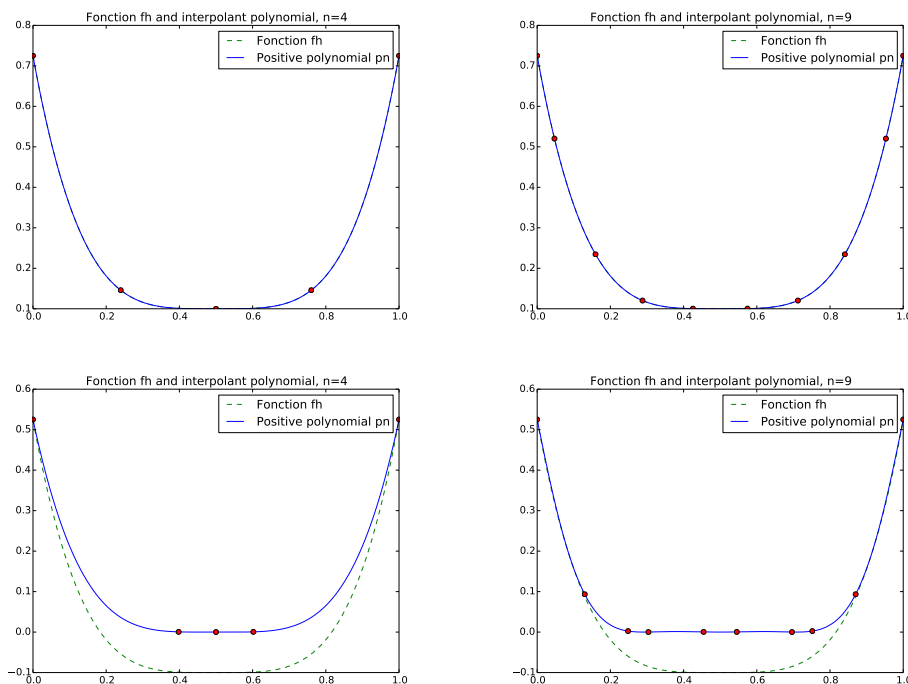 Fonction fh and interpolant polynomial, n=4
0.8
0.7
0.6
0.5
0.4
0.3
0.2
0.1
0.0 0.2 0.4 0.6 0.8 1.0
Fonction fh
Positive polynomial pn
Fonction fh and interpolant polynomial, n=9
0.8
0.7
0.6
0.5
0.4
0.3
0.2
0.1
0.0 0.2 0.4 0.6 0.8 1.0
Fonction fh
Positive polynomial pn
Fonction fh and interpolant polynomial, n=4
0.6
0.5
0.4
0.3
0.2
0.1
0.0
−0.1
0.0 0.2 0.4 0.6 0.8 1.0
Fonction fh
Positive polynomial pn
Fonction fh and interpolant polynomial, n=9
0.6
0.5
0.4
0.3
0.2
0.1
0.0
−0.1
0.0 0.2 0.4 0.6 0.8 1.0
Fonction fh
Positive polynomial pn